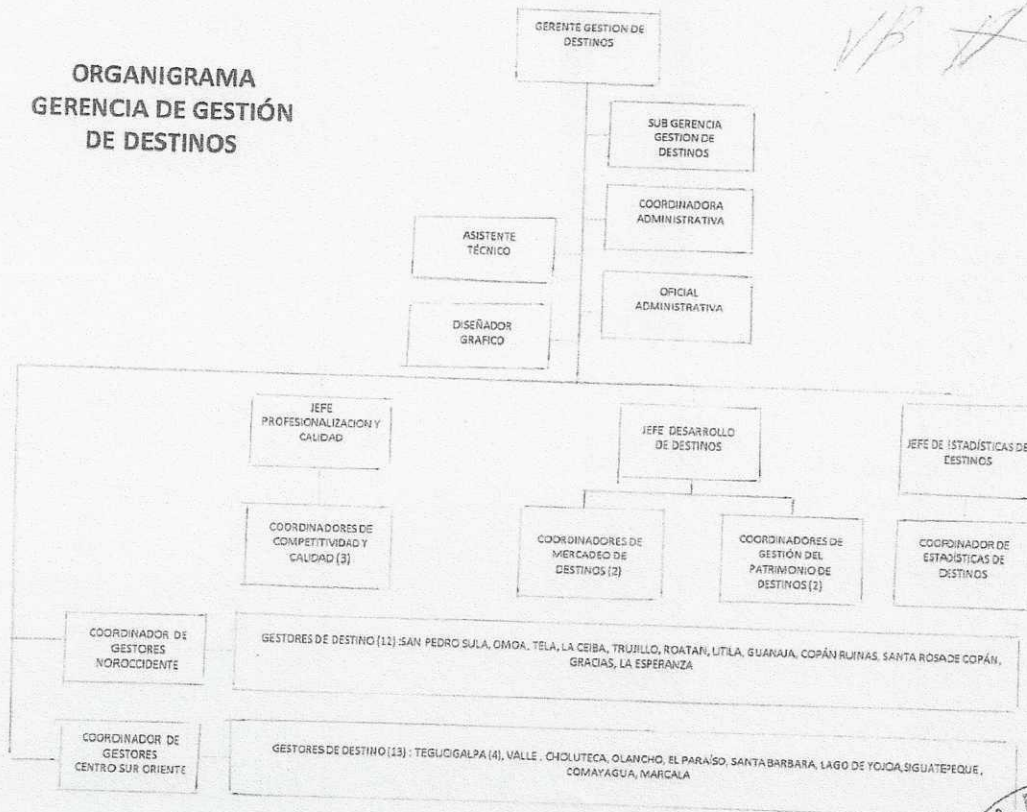 ORGANIGRAMA
GERENCIA DE GESTIÓN
DE DESTINOS
GERENTE GESTION DE
DESTINOS
SUB GERENCIA
GESTION DE
DESTINOS
COORDINADORA
ADMINISTRATIVA
ASISTENTE
TÉCNICO
OFICIAL
ADMINISTRATIVA
DISEÑADOR
GRAFICO
JEFE
PROFESIONALIZACION Y
CALIDAD
JEFE DESARROLLO
DE DESTINOS
JEFE DE ESTADÍSTICAS DE
DESTINOS
COORDINADORES DE
COMPETITIVIDAD Y
CALIDAD (3)
COORDINADORES DE
MERCADEO DE
DESTINOS (2)
COORDINADORES DE
GESTIÓN DEL
PATRIMONIO DE
DESTINOS (2)
COORDINADOR DE
ESTADÍSTICAS DE
DESTINOS
COORDINADOR DE
GESTORES
NOROCCIDENTE
GESTORES DE DESTINO (12) :SAN PEDRO SULA, OMOA, TELA, LA CEIBA, TRUJILLO, ROATAN, UTILA, GUANAJA, COPÁN RUINAS, SANTA ROSA DE COPÁN,
GRACIAS, LA ESPERANZA
COORDINADOR DE
GESTORES
CENTRO SUR ORIENTE
GESTORES DE DESTINO (13) : TEGUCIGALPA (4), VALLE . CHOLUTECA, OLANCHO, EL PARAÍSO, SANTA BARBARA, LAGO DE YOJOA, SIGUATEPEQUE,
COMAYAGUA, MARCALA